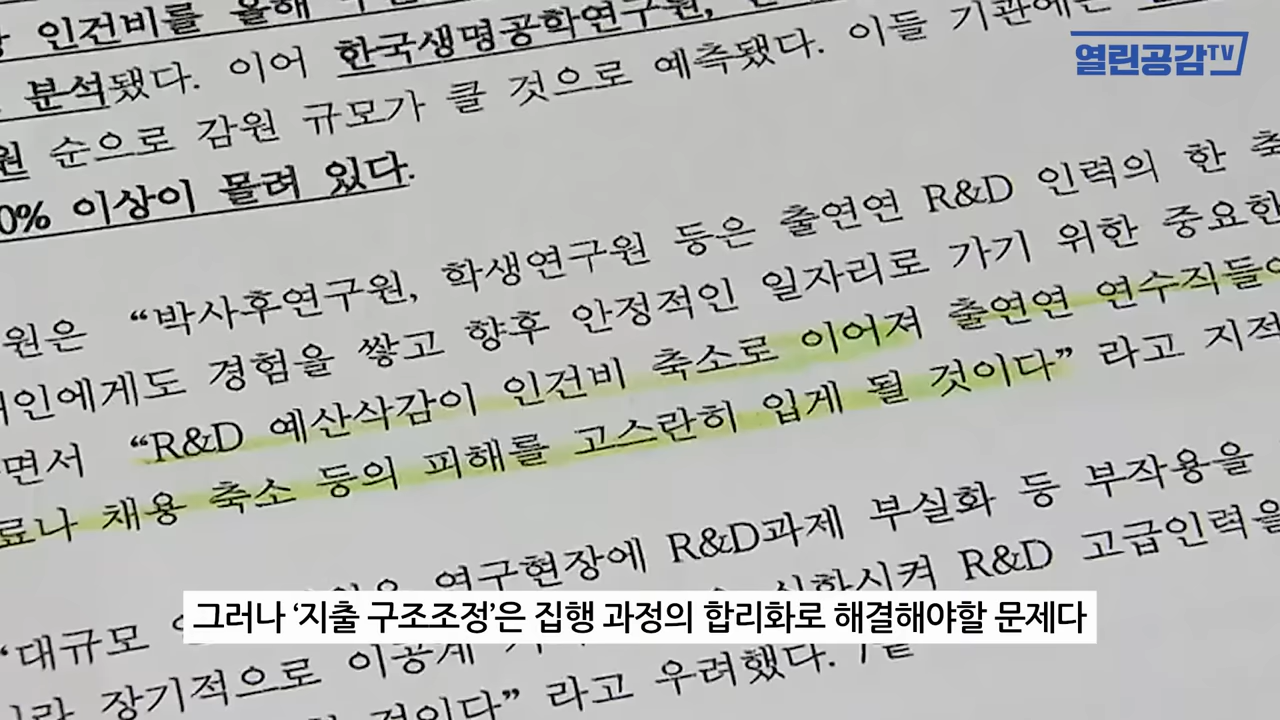 인건비를 올해
분석됐다. 이어 한국생명공학연구원,
원 순으로 감원 규모가 클 것으로 예측됐다. 이들 기관에는
0% 이상이 몰려 있다.
열린공감TV
원은 “박사후연구원, 학생연구원 등은 출연연 R&D 인력의 한 축
개인에게도 경험을 쌓고 향후 안정적인 일자리로 가기 위한 중요한
면서 “R&D 예산삭감이 인건비 축소로 이어져 출연연 연수직들이
료나 채용 축소 등의 피해를 고스란히 입게 될 것이다” 라고 지적
연구현장에 R&D과제 부실화 등 부작용을
“대규모 심화시켜 R&D 고급인력을
장기적으로 이공계 것이다” 라고 우려했다. /끝
그러나 ‘지출 구조조정’은 집행 과정의 합리화로 해결해야할 문제다